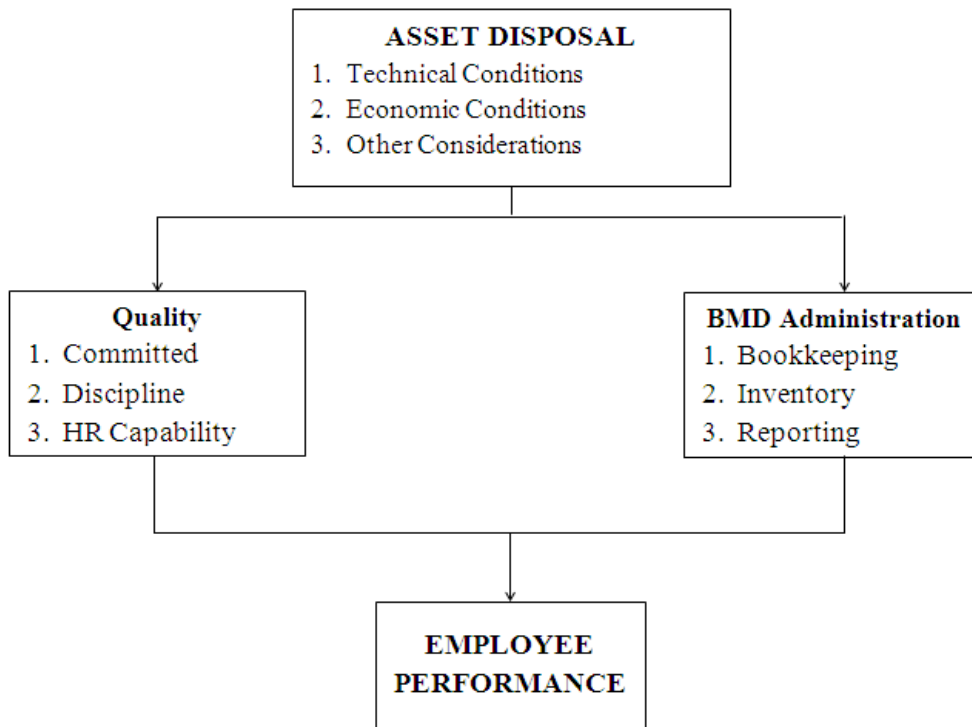 ASSET DISPOSAL
1. Technical Conditions
2. Economic Conditions
3. Other Considerations
Quality
1. Committed
2. Discipline
3. HR Capability
BMD Administration
1. Bookkeeping
2. Inventory
3. Reporting
EMPLOYEE
PERFORMANCE